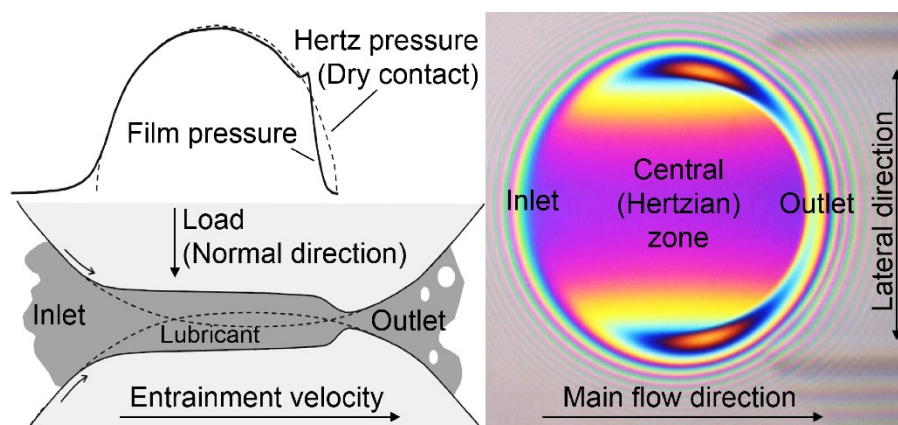 Hertz pressure
(Dry contact)
Film pressure
Load
(Normal direction)
Inlet
Lubricant
Outlet
Entrainment velocity
Inlet
Central
(Hertzian)
zone
Outlet
Lateral direction
Main flow direction